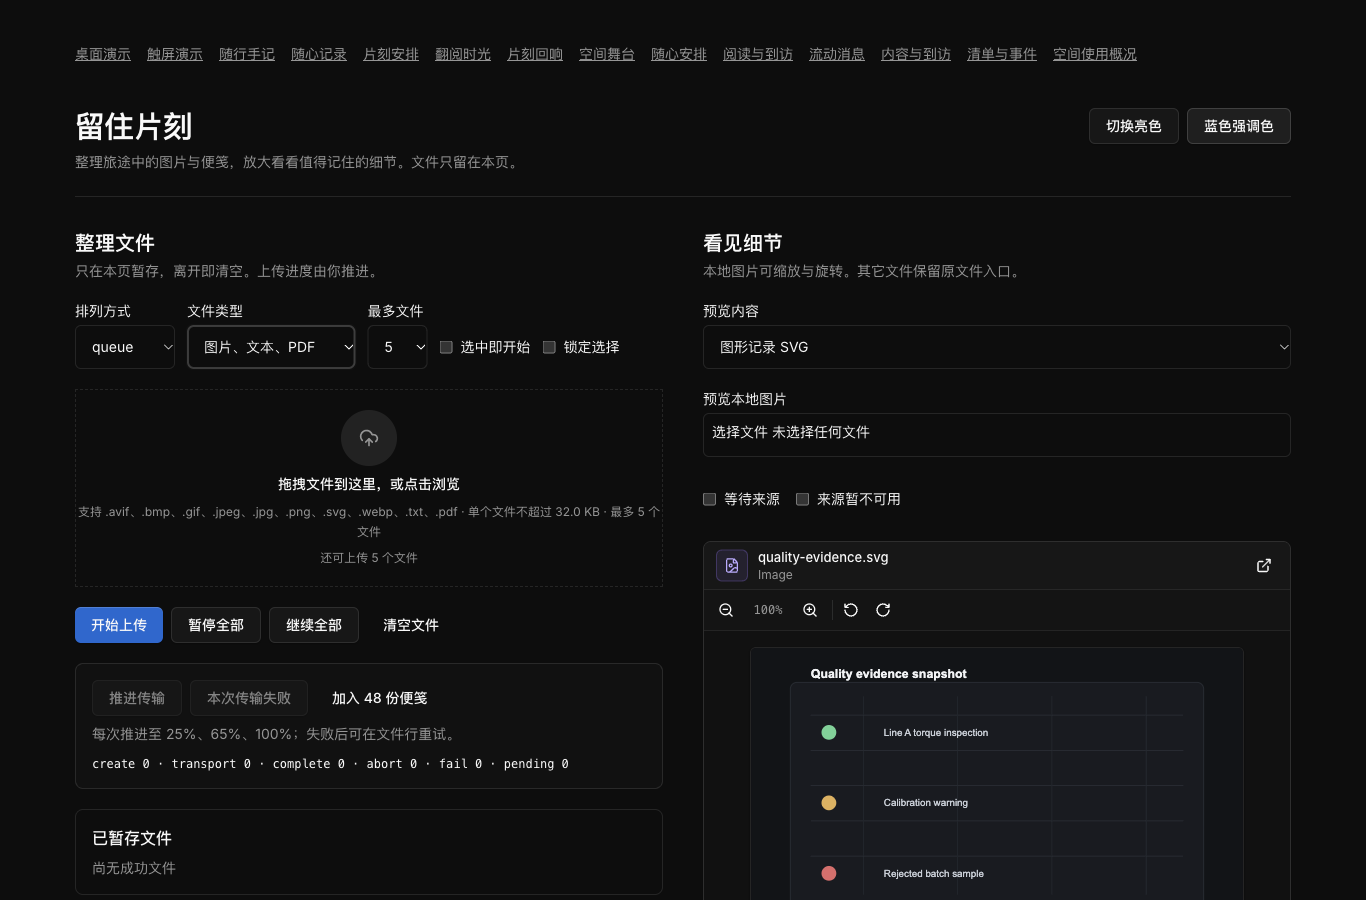 桌面演示 触屏演示 随行手记 随心记录 片刻安排 翻阅时光 片刻回响 空间舞台 随心安排 阅读与到访 流动消息 内容与到访 清单与事件 空间使用概况
留住片刻
切换亮色 蓝色强调色
整理旅途中的图片与便笺，放大看看值得记住的细节。文件只留在本页。
整理文件
只在本页暂存，离开即清空。上传进度由你推进。
排列方式 文件类型 最多文件
queue 图片、文本、PDF 5 选中即开始 锁定选择
拖拽文件到这里，或点击浏览
支持 .avif、.bmp、.gif、.jpeg、.jpg、.png、.svg、.webp、.txt、.pdf · 单个文件不超过 32.0 KB · 最多 5 个
文件
还可上传 5 个文件
开始上传 暂停全部 继续全部 清空文件
推进传输 本次传输失败 加入 48 份便笺
每次推进至 25%、65%、100%；失败后可在文件行重试。
create 0 · transport 0 · complete 0 · abort 0 · fail 0 · pending 0
已暂存文件
尚无成功文件
看见细节
本地图片可缩放与旋转。其它文件保留原文件入口。
预览内容
图形记录 SVG
预览本地图片
选择文件 未选择任何文件
等待来源 来源暂不可用
quality-evidence.svg
Image
100%
Quality evidence snapshot
Line A torque inspection
Calibration warning
Rejected batch sample